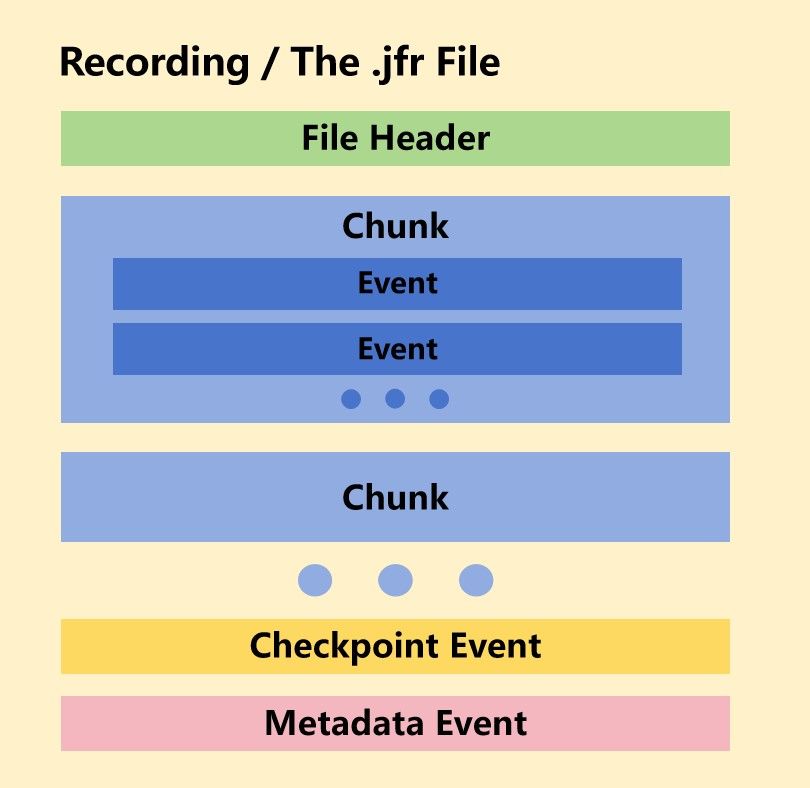 Recording / The .jfr File
File Header
Chunk
Event
Event
Chunk
Checkpoint Event
Metadata Event